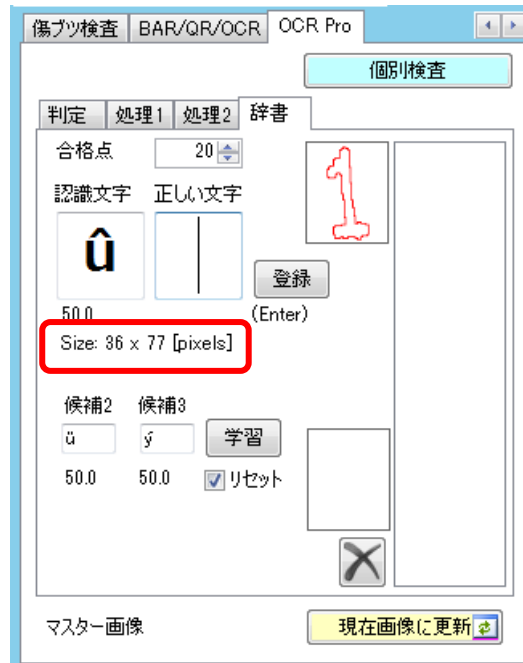 傷ブツ検査 BAR/QR/OCR OCR Pro
個別検査
判定 処理1 処理2 辞書
合格点 20
認識文字 正しい文字
û
登録
50.0 (Enter)
Size: 36 x 77 [pixels]
候補2 候補3
ü ý 学習
50.0 50.0 リセット
マスター画像 現在画像に更新